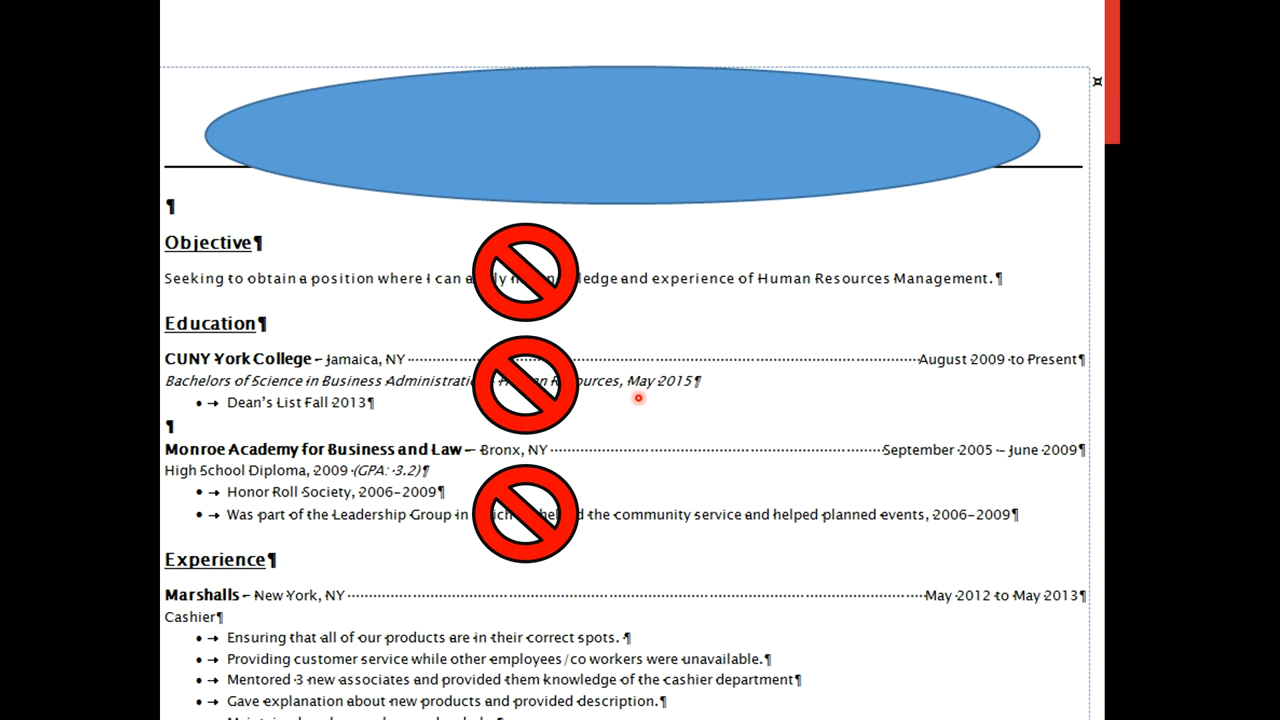 Objective¶
Seeking to obtain a position where I can and experience of Human Resources Management.¶
Education¶
CUNY York College – Jamaica, NY August 2009 to Present¶
Bachelors of Science in Business May 2015¶
Dean's List Fall 2013¶
¶
Monroe Academy for Business and Law – Bronx, NY September 2005 – June 2009¶
High School Diploma, 2009 (GPA: 3.2)¶
Honor Roll Society, 2006-2009¶
Was part of the Leadership Group in the community service and helped planned events, 2006-2009¶
Experience¶
Marshalls – New York, NY May 2012 to May 2013¶
Cashier¶
Ensuring that all of our products are in their correct spots. ¶
Providing customer service while other employees/co workers were unavailable.¶
Mentored 3 new associates and provided them knowledge of the cashier department¶
Gave explanation about new products and provided description.¶